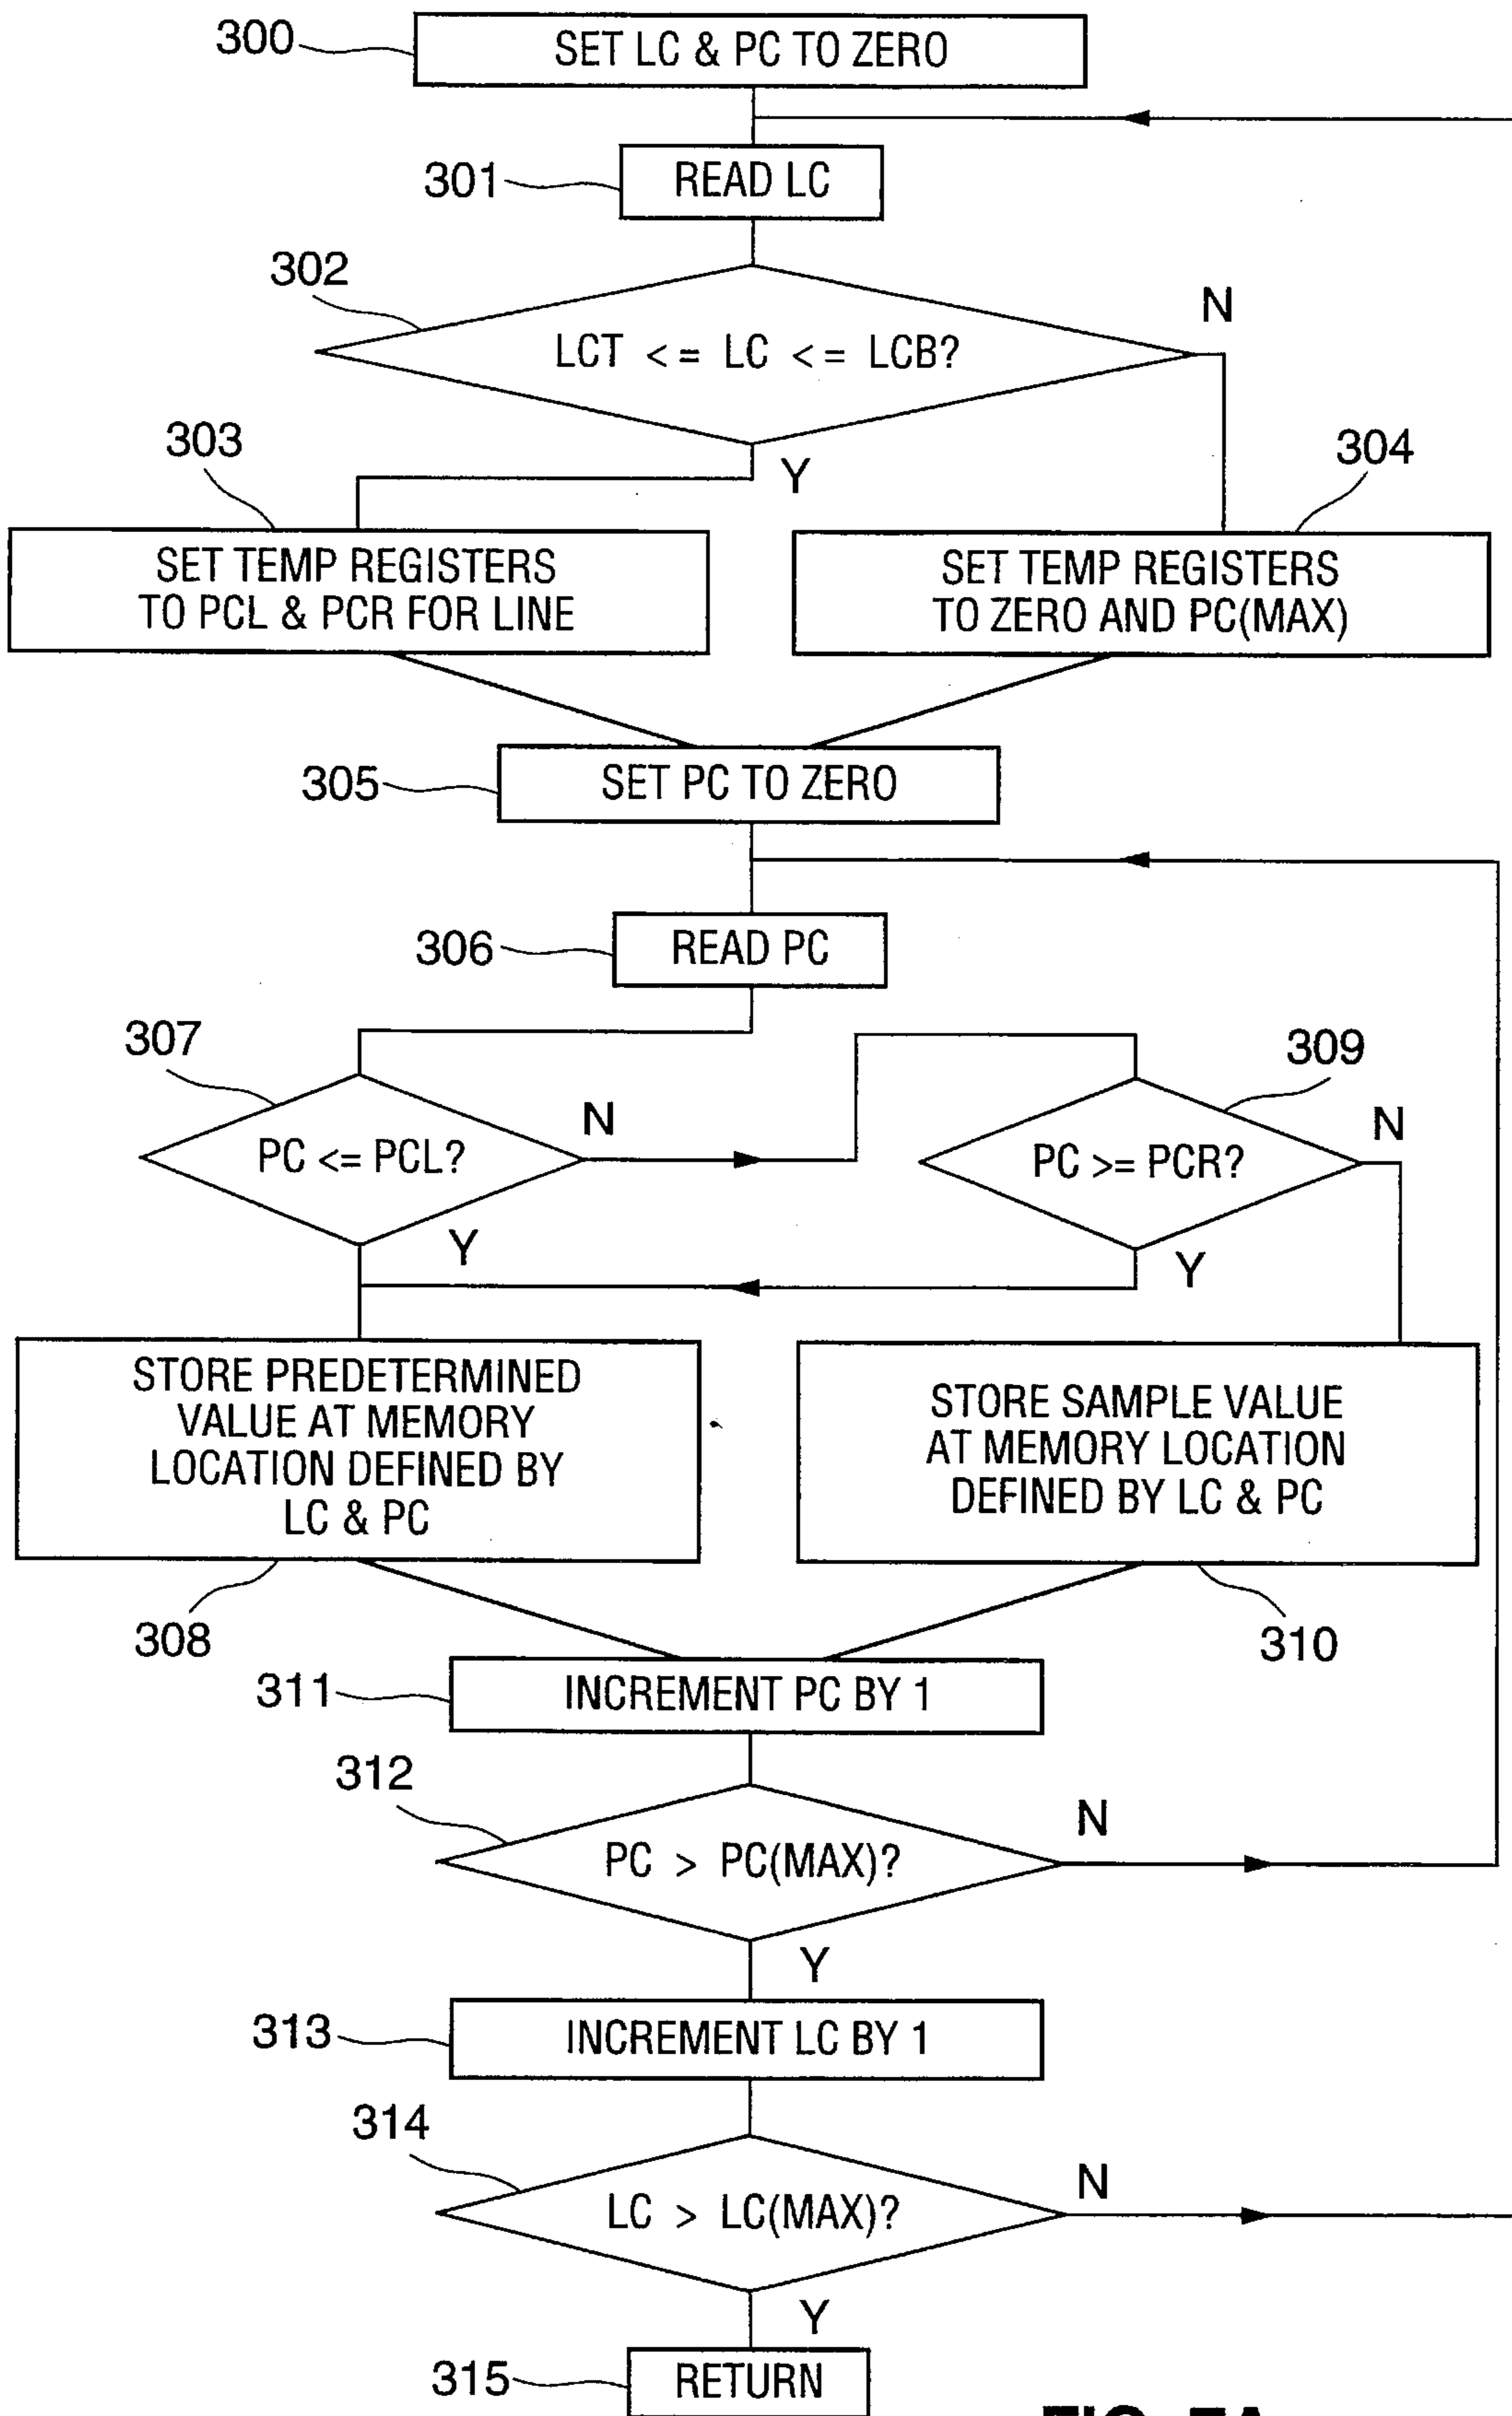 300
SET LC & PC TO ZERO
301
READ LC
302
N
LCT <= LC <= LCB?
303
Y
304
SET TEMP REGISTERS
TO PCL & PCR FOR LINE
SET TEMP REGISTERS
TO ZERO AND PC(MAX)
305
SET PC TO ZERO
306
READ PC
307
309
N
N
PC <= PCL?
PC >= PCR?
Y
Y
STORE PREDETERMINED
VALUE AT MEMORY
LOCATION DEFINED BY
LC & PC
STORE SAMPLE VALUE
AT MEMORY LOCATION
DEFINED BY LC & PC
308
310
311
INCREMENT PC BY 1
312
N
PC > PC(MAX)?
Y
313
INCREMENT LC BY 1
314
N
LC > LC(MAX)?
Y
315
RETURN